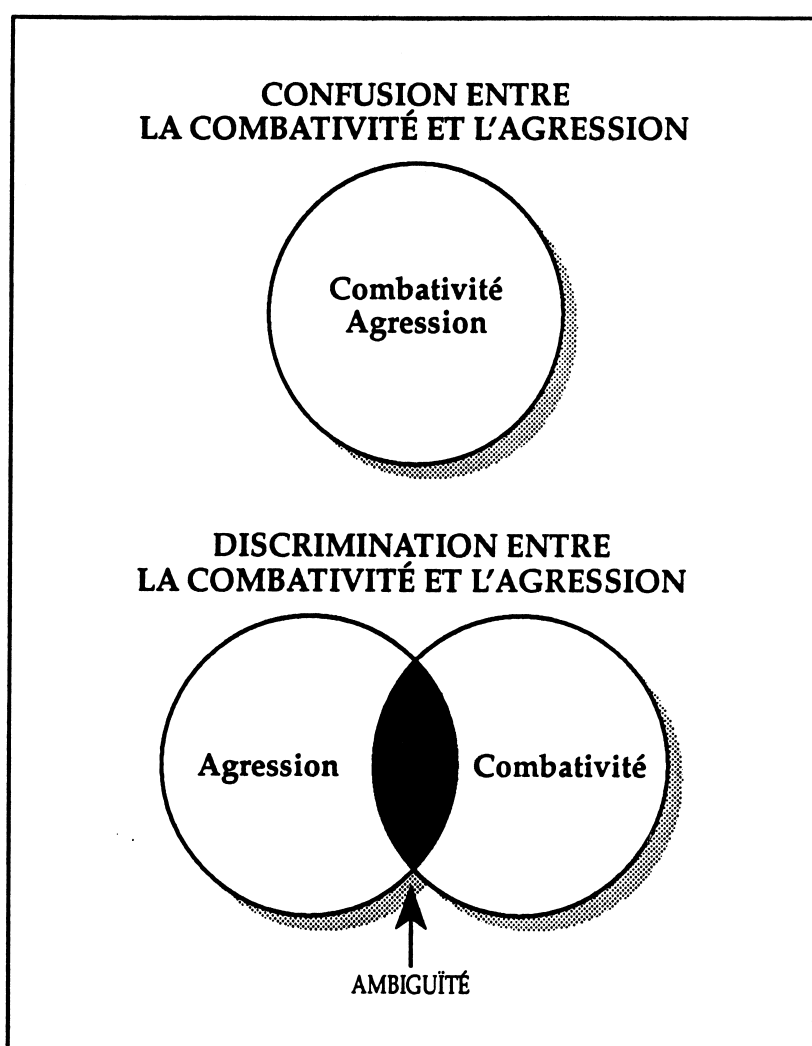 CONFUSION ENTRE
LA COMBATIVITÉ ET L'AGRESSION
Combativité
Agression
DISCRIMINATION ENTRE
LA COMBATIVITÉ ET L'AGRESSION
Agression
Combativité
AMBIGUÏTÉ